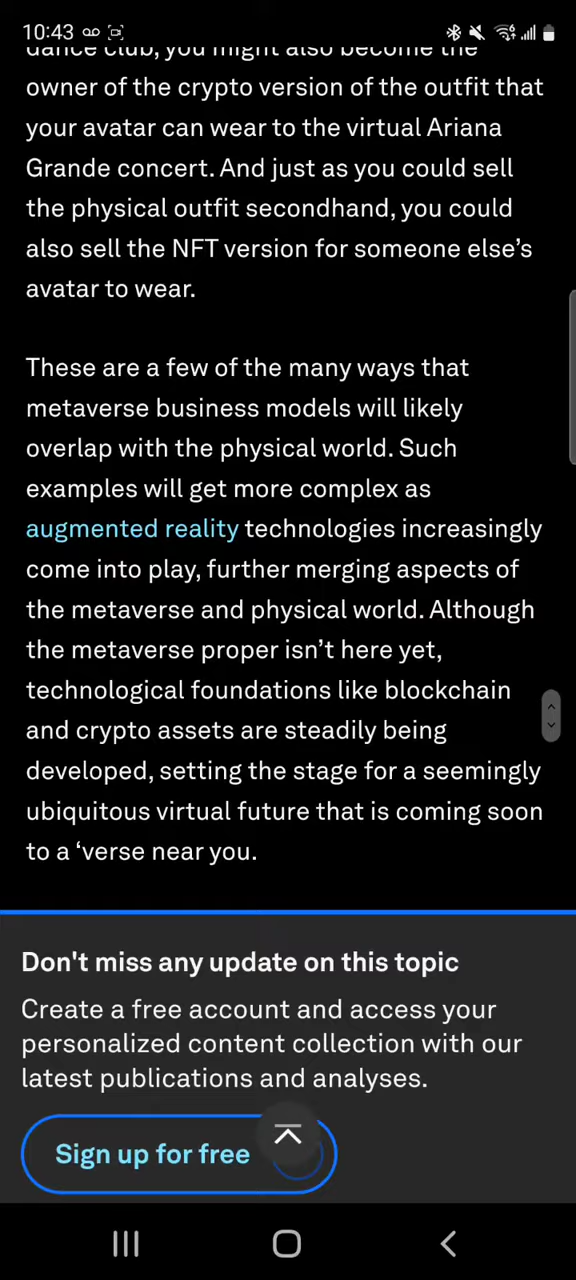 10:43
dance club, you might also become the
owner of the crypto version of the outfit that
your avatar can wear to the virtual Ariana
Grande concert. And just as you could sell
the physical outfit secondhand, you could
also sell the NFT version for someone else’s
avatar to wear.
These are a few of the many ways that
metaverse business models will likely
overlap with the physical world. Such
examples will get more complex as
augmented reality technologies increasingly
come into play, further merging aspects of
the metaverse and physical world. Although
the metaverse proper isn’t here yet,
technological foundations like blockchain
and crypto assets are steadily being
developed, setting the stage for a seemingly
ubiquitous virtual future that is coming soon
to a ‘verse near you.
Don't miss any update on this topic
Create a free account and access your
personalized content collection with our
latest publications and analyses.
Sign up for free